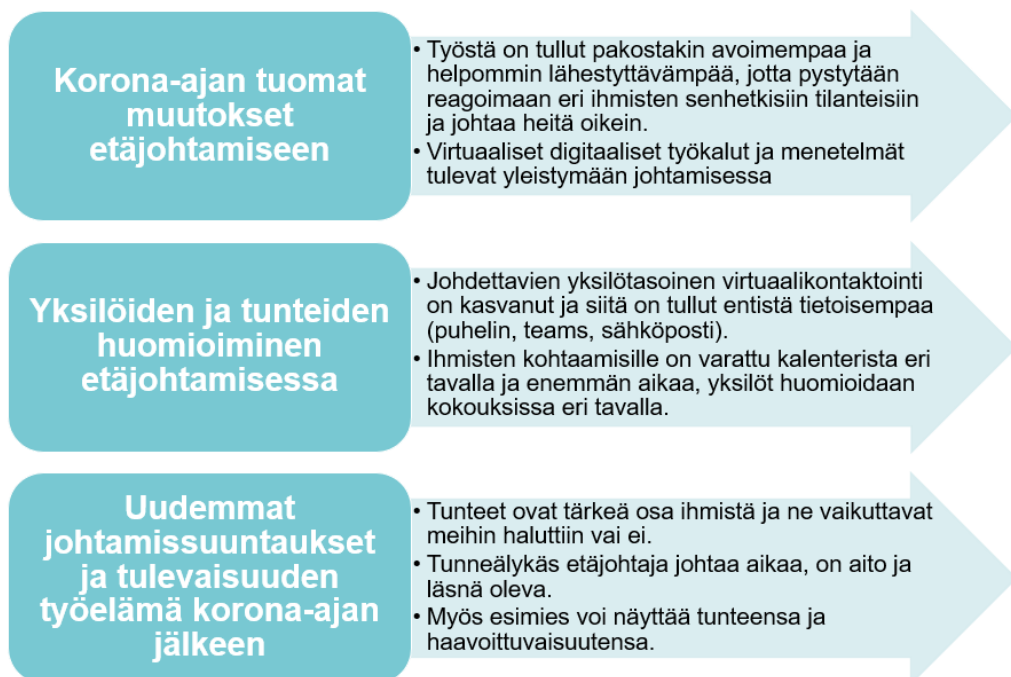 Korona-ajan tuomat
muutokset
etäjohtamiseen
• Työstä on tullut pakostakin avoimempaa ja
helpommin lähestyttävämpää, jotta pystytään
reagoimaan eri ihmisten senhetkisiin tilanteisiin
ja johtaa heitä oikein.
• Virtuaaliset digitaaliset työkalut ja menetelmät
tulevat yleistymään johtamisessa
Yksilöiden ja tunteiden
huomioiminen
etäjohtamisessa
• Johdettavien yksilötasoinen virtuaalikontaktointi
on kasvanut ja siitä on tullut entistä tietoisempaa
(puhelin, teams, sähköposti).
• Ihmisten kohtaamisille on varattu kalenterista eri
tavalla ja enemmän aikaa, yksilöt huomioidaan
kokouksissa eri tavalla.
Uudemmat
johtamissuuntaukset
ja tulevaisuuden
työelämä korona-ajan
jälkeen
• Tunteet ovat tärkeä osa ihmistä ja ne vaikuttavat
meihin haluttiin vai ei.
• Tunneälykäs etäjohtaja johtaa aikaa, on aito ja
läsnä oleva.
• Myös esimies voi näyttää tunteensa ja
haavoittuvaisuutensa.